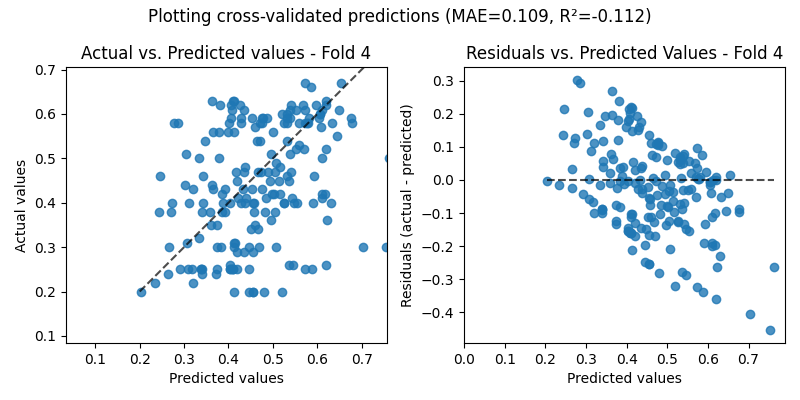 Plotting cross-validated predictions (MAE=0.109, R²=-0.112)
Actual vs. Predicted values - Fold 4
Actual values
0.7
0.6
0.5
0.4
0.3
0.2
0.1
0.1 0.2 0.3 0.4 0.5 0.6 0.7
Predicted values
Residuals vs. Predicted Values - Fold 4
Residuals (actual - predicted)
0.3
0.2
0.1
0.0
−0.1
−0.2
−0.3
−0.4
0.0 0.1 0.2 0.3 0.4 0.5 0.6 0.7
Predicted values